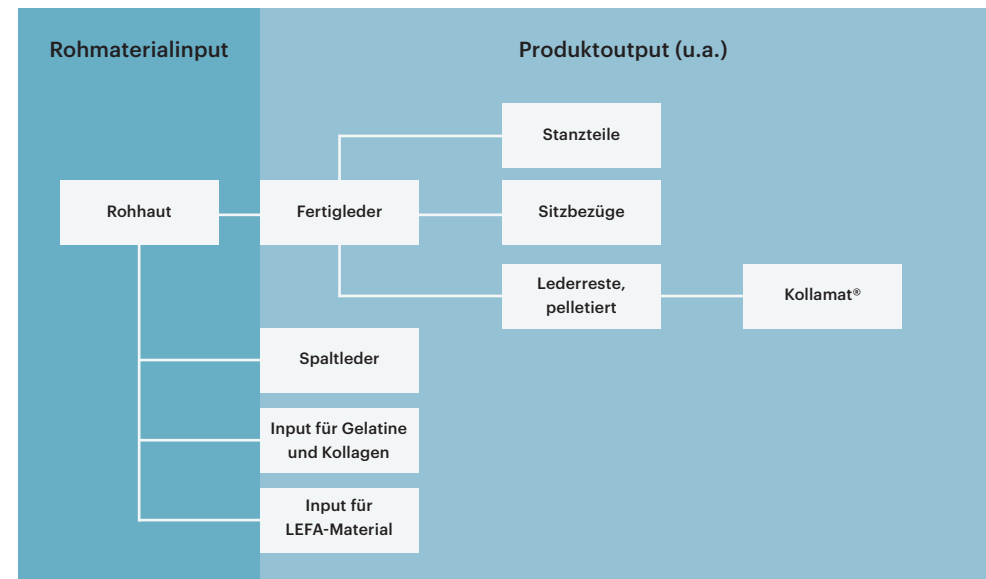 Rohmaterialinput
Produktoutput (u.a.)
Stanzteile
Rohhaut
Fertigleder
Sitzbezüge
Lederreste,
pelletiert
Kollamat®
Spaltleder
Input für Gelatine
und Kollagen
Input für
LEFA-Material